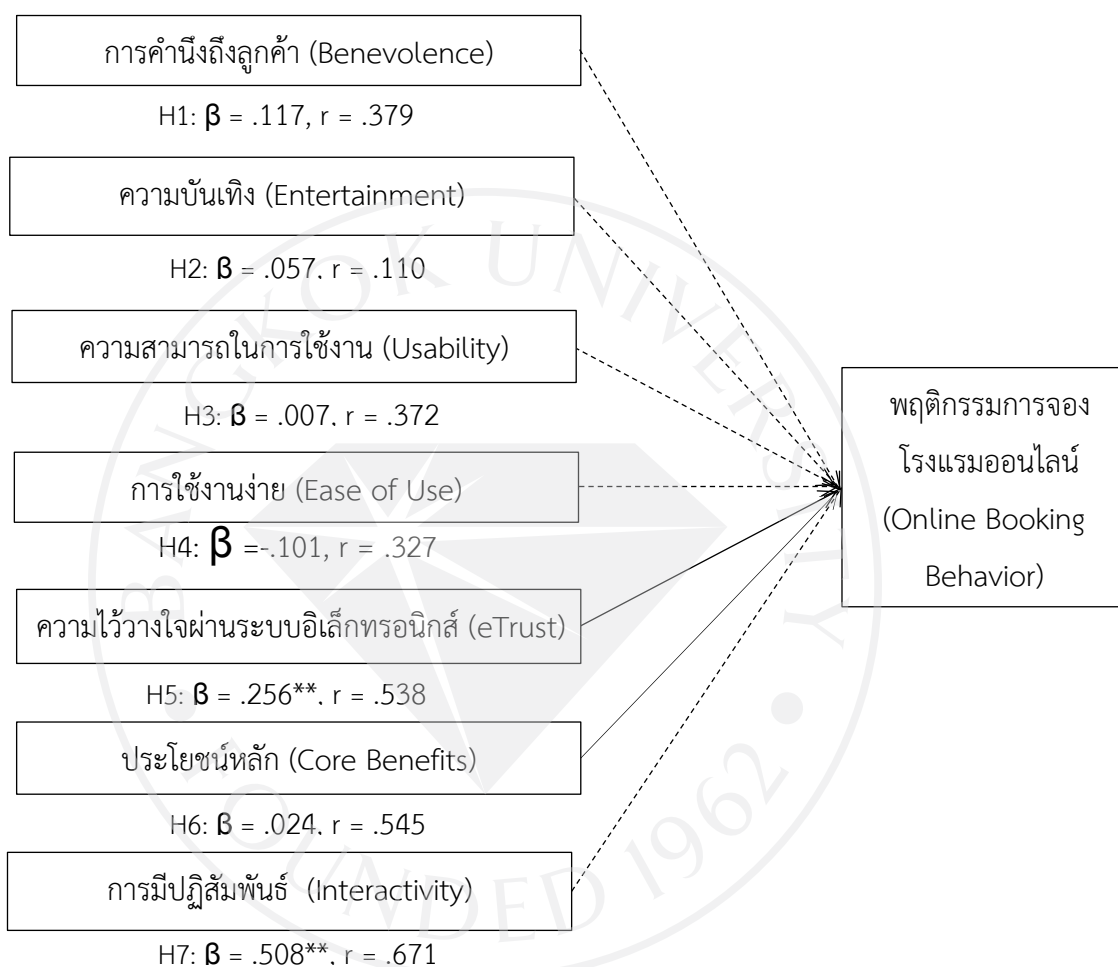 การคำนึงถึงลูกค้า (Benevolence)
H1: β = .117, r = .379
ความบันเทิง (Entertainment)
H2: β = .057, r = .110
ความสามารถในการใช้งาน (Usability)
H3: β = .007, r = .372
การใช้งานง่าย (Ease of Use)
H4: β =-.101, r = .327
ความไว้วางใจผ่านระบบอิเล็กทรอนิกส์ (eTrust)
H5: β = .256**, r = .538
ประโยชน์หลัก (Core Benefits)
H6: β = .024, r = .545
การมีปฏิสัมพันธ์ (Interactivity)
H7: β = .508**, r = .671
พฤติกรรมการจอง
โรงแรมออนไลน์
(Online Booking
Behavior)
BANGKOK UNIVERSITY
FOUNDED 1962